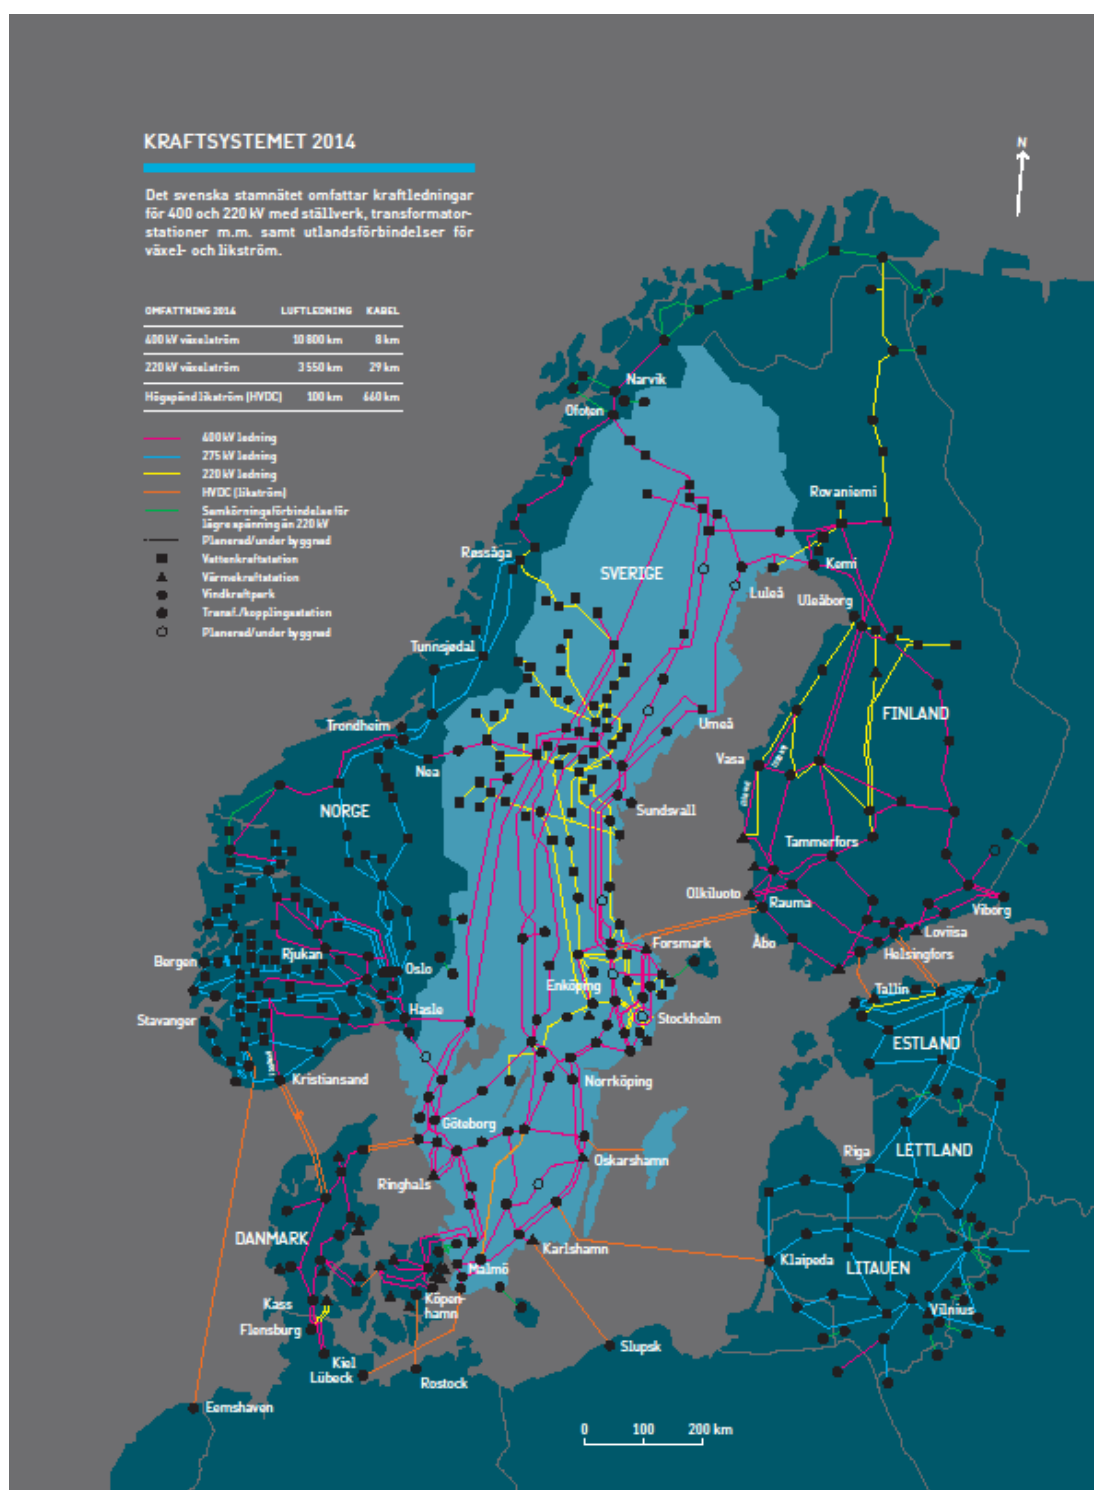 KRAFTSYSTEMET 2014
N
Det svenska stamnätet omfattar kraftledningar
för 400 och 220 kV med ställverk, transformator-
stationer m.m. samt utlandsförbindelser för
växel- och likström.
OMFATTNING 2014 LUFTLEDNING KABEL
400 kV växelström 10 800 km 8 km
220 kV växelström 3 550 km 29 km
Högspänd likström (HVDC) 100 km 660 km
400 kV ledning
275 kV ledning
220 kV ledning
HVDC (likström)
Samkörningsförbindelse för
lägre spänning än 220 kV
Planerad/under byggnad
Vattenkraftstation
Värmekraftstation
Vindkraftpark
Transf./kopplingsstation
Planerad/under byggnad
Narvik
Ofoten
Rovaniemi
Røssåga
SVERIGE
Kemi
Luleå
Uleåborg
Tunnsjødal
FINLAND
Trondheim
Umeå
Vasa
Nea
NORGE
Sundsvall
Tammerfors
Olkiluoto
Rauma
Viborg
Loviisa
Forsmark
Åbo
Helsingfors
Rjukan
Bergen
Oslo
Enköping
Tallin
Hasle
Stavanger
Stockholm
ESTLAND
Kristiansand
Norrköping
Göteborg
Riga
LETTLAND
Oskarshamn
Ringhals
DANMARK
Karlshamn
Klaipeda
LITAUEN
Malmö
Kass
Köpen-
hamn
Vilnius
Flensburg
Slupsk
Kiel
Lübeck
Rostock
Eemshaven
0 100 200 km